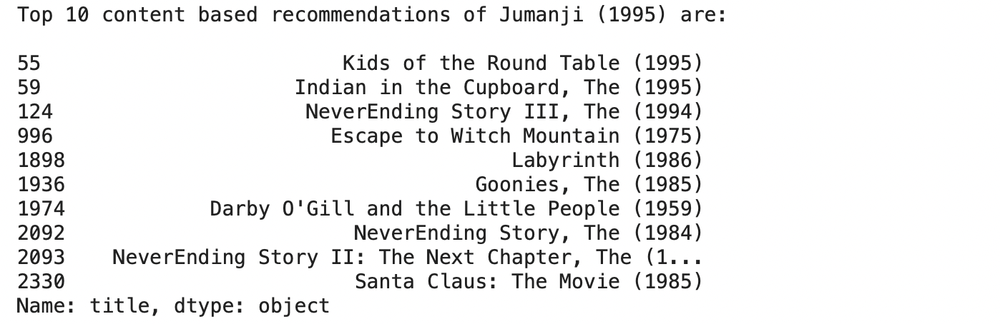 Top 10 content based recommendations of Jumanji (1995) are:
55 Kids of the Round Table (1995)
59 Indian in the Cupboard, The (1995)
124 NeverEnding Story III, The (1994)
996 Escape to Witch Mountain (1975)
1898 Labyrinth (1986)
1936 Goonies, The (1985)
1974 Darby O'Gill and the Little People (1959)
2092 NeverEnding Story, The (1984)
2093 NeverEnding Story II: The Next Chapter, The (1...
2330 Santa Claus: The Movie (1985)
Name: title, dtype: object